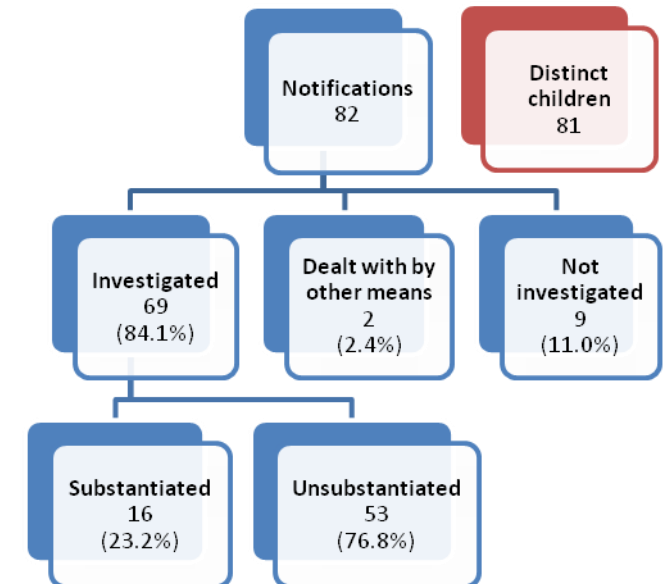 Notifications
82
Distinct
children
81
Investigated
69
(84.1%)
Dealt with by
other means
2
(2.4%)
Not
investigated
9
(11.0%)
Substantiated
16
(23.2%)
Unsubstantiated
53
(76.8%)